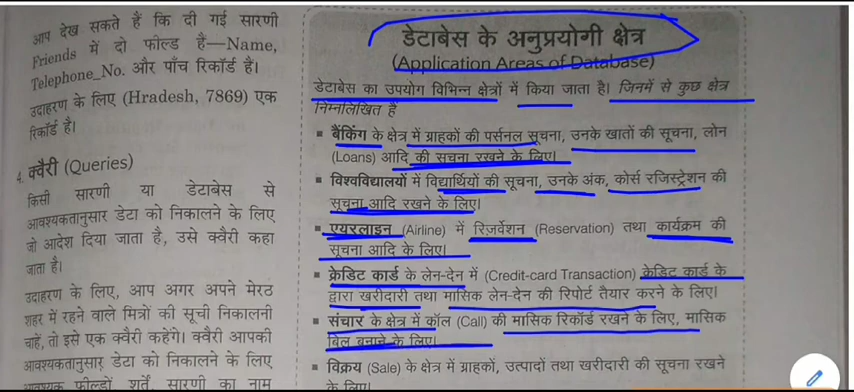 आप देख सकते हैं कि दी गई सारणी
Friends में दो फील्ड हैं—Name,
Telephone_No. और पाँच रिकॉर्ड है।
उदाहरण के लिए (Hradesh, 7869) एक
रिकॉर्ड है।
4. क्वैरी (Queries)
किसी सारणी या डेटाबेस से
आवश्यकतानुसार डेटा को निकालने के लिए
जो आदेश दिया जाता है, उसे क्वैरी कहा
जाता है।
उदाहरण के लिए, आप अगर अपने मेरठ
शहर में रहने वाले मित्रों की सूची निकालनी
चाहें, तो इसे एक क्वैरी कहेंगे। क्वैरी आपकी
आवश्यकतानुसार डेटा को निकालने के लिए
आवश्यक फील्डों शर्तें, सारणी का नाम
डेटाबेस के अनुप्रयोगी क्षेत्र
(Application Areas of Database)
डेटाबेस का उपयोग विभिन्न क्षेत्रों में किया जाता है। जिनमें से कुछ क्षेत्र
निम्नलिखित हैं
▪ बैंकिंग के क्षेत्र में ग्राहकों की पर्सनल सूचना, उनके खातों की सूचना, लोन
(Loans) आदि की सूचना रखने के लिए।
▪ विश्वविद्यालयों में विद्यार्थियों की सूचना, उनके अंक, कोर्स रजिस्ट्रेशन की
सूचना आदि रखने के लिए।
▪ एयरलाइन (Airline) में रिज़र्वेशन (Reservation) तथा कार्यक्रम की
सूचना आदि के लिए।
▪ क्रेडिट कार्ड के लेन-देन में (Credit-card Transaction) क्रेडिट कार्ड के
द्वारा खरीदारी तथा मासिक लेन-देन की रिपोर्ट तैयार करने के लिए।
▪ संचार के क्षेत्र में कॉल (Call) की मासिक रिकॉर्ड रखने के लिए, मासिक
बिल बनाने के लिए।
▪ विक्रय (Sale) के क्षेत्र में ग्राहकों, उत्पादों तथा खरीदारी की सूचना रखने
के लिए।